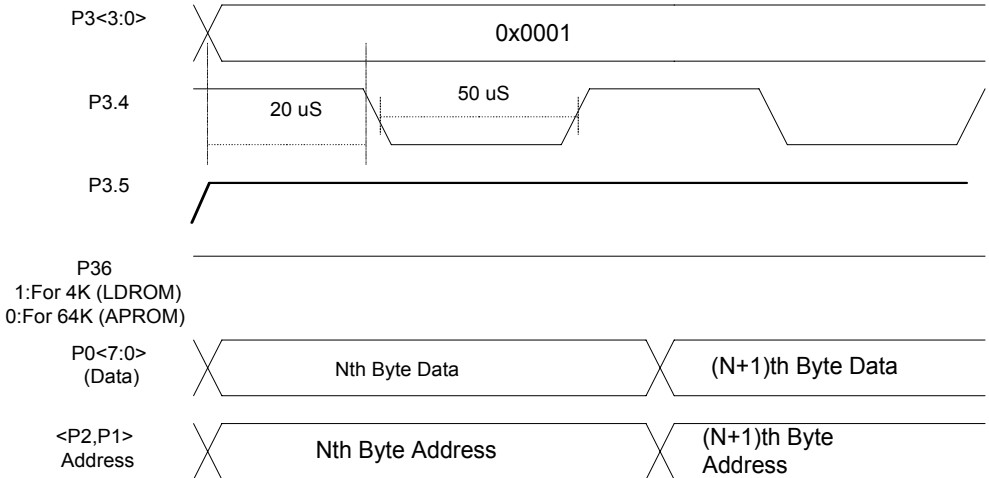 P3<3:0>
0x0001
P3.4
20 uS
50 uS
P3.5
P36
1:For 4K (LDROM)
0:For 64K (APROM)
P0<7:0>
(Data)
Nth Byte Data
(N+1)th Byte Data
<P2,P1>
Address
Nth Byte Address
(N+1)th Byte
Address